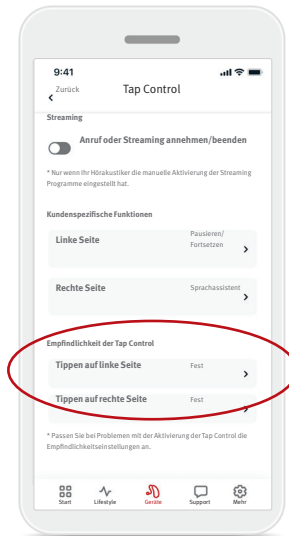 9:41
Zurück
Tap Control
Streaming
Anruf oder Streaming annehmen/beenden
* Nur wenn Ihr Hörakustiker die manuelle Aktivierung der Streaming
Programme eingestellt hat.
Kundenspezifische Funktionen
Linke Seite
Pausieren/
Fortsetzen
Rechte Seite
Sprachassistent
Empfindlichkeit der Tap Control
Tippen auf linke Seite
Fest
Tippen auf rechte Seite
Fest
* Passen Sie bei Problemen mit der Aktivierung der Tap Control die
Empfindlichkeitseinstellungen an.
Start Lifestyle Geräte Support Mehr